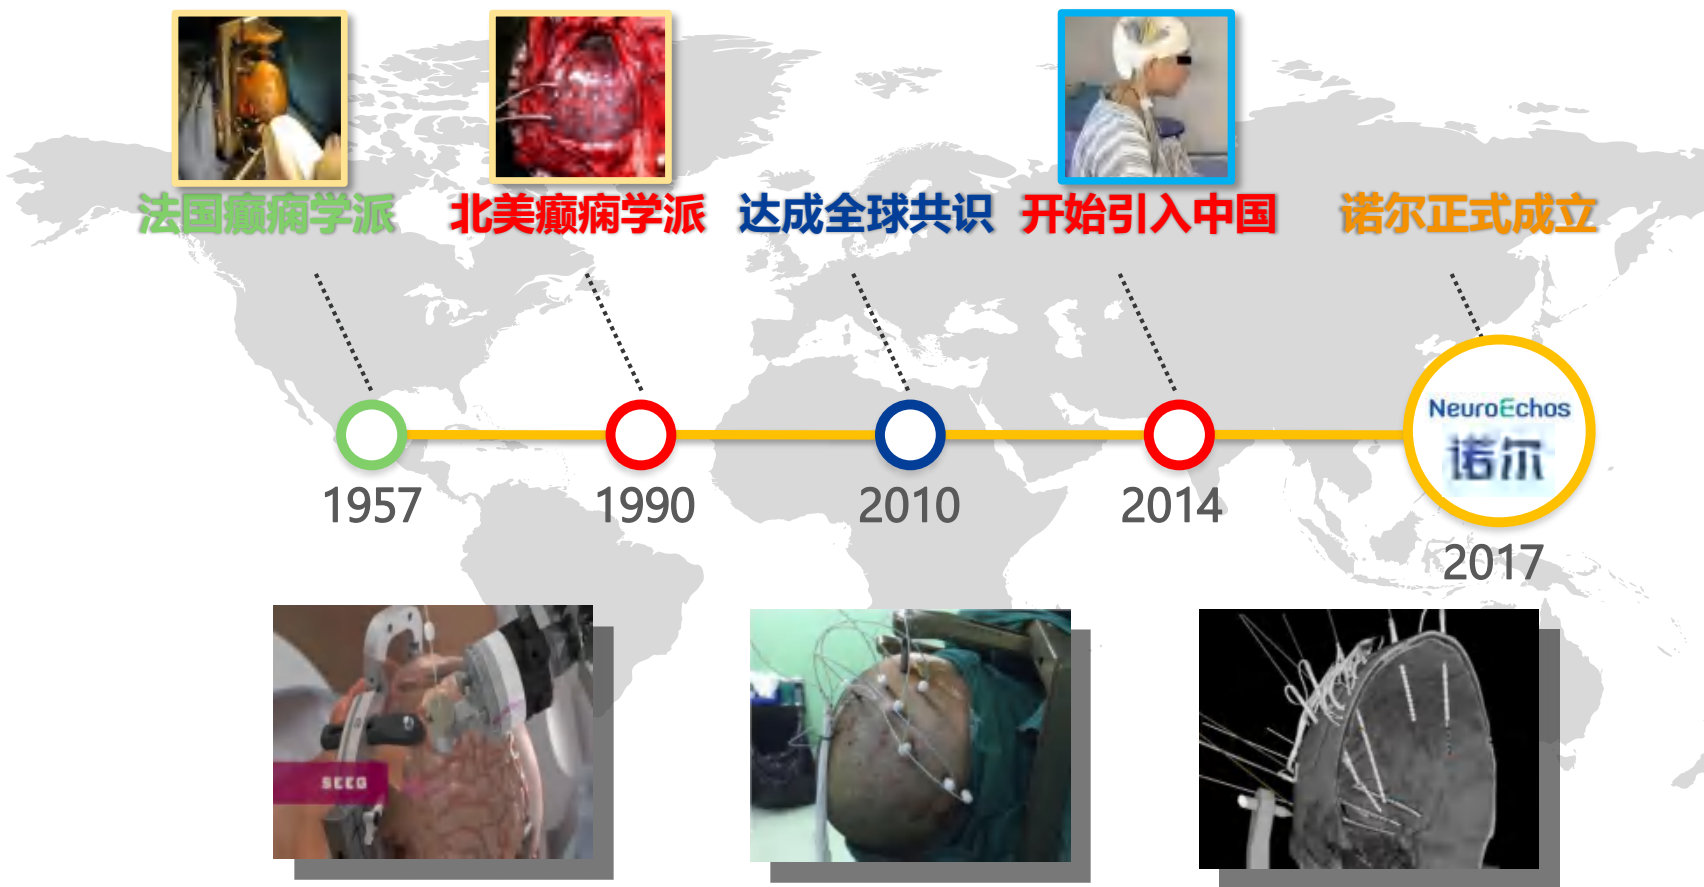 法国癫痫学派
北美癫痫学派
达成全球共识
开始引入中国
诺尔正式成立
NeuroEchos
诺尔
1957
1990
2010
2014
2017
SEEG